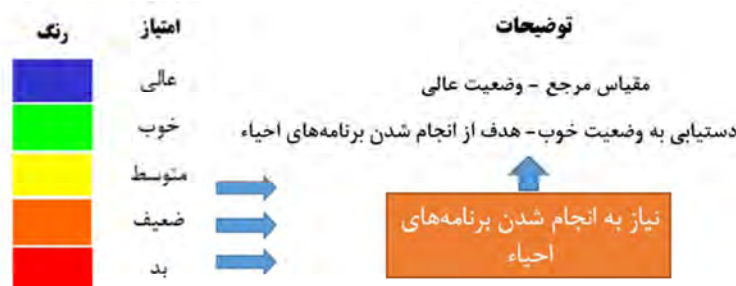 رنگ امتیاز توضیحات
عالی مقیاس مرجع - وضعیت عالی
خوب دستیابی به وضعیت خوب- هدف از انجام شدن برنامه‌های احیاء
متوسط
ضعیف
بد
نیاز به انجام شدن برنامه‌های
احیاء